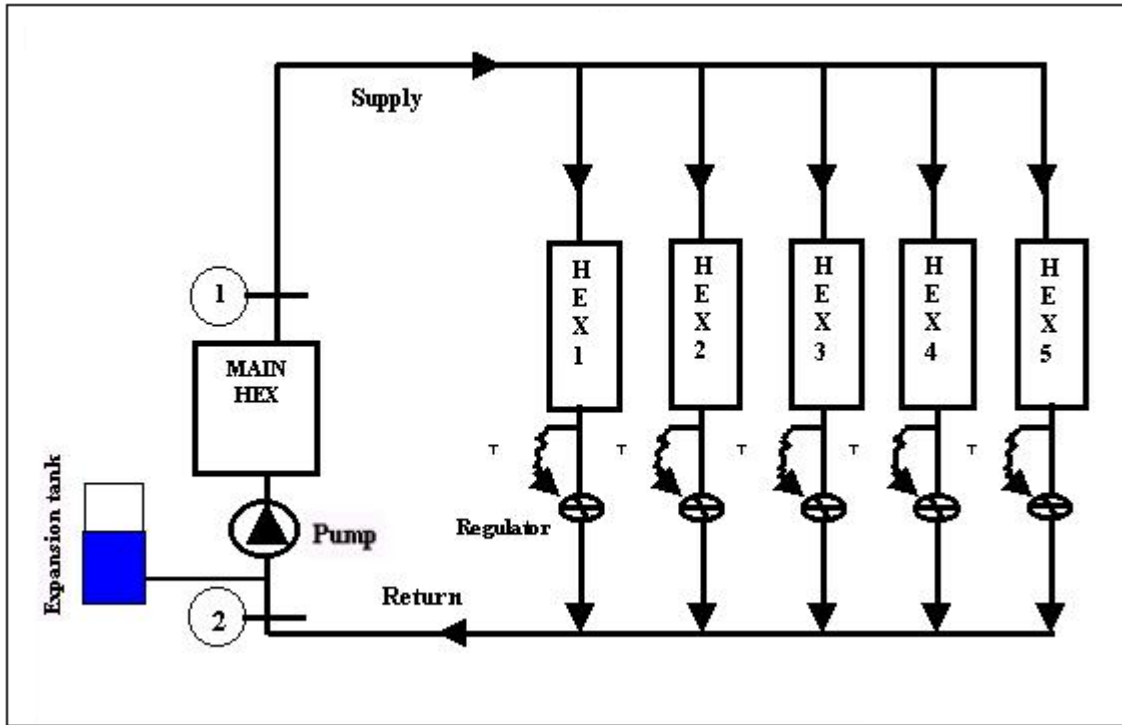 Supply
H
E
X
1
H
E
X
2
H
E
X
3
H
E
X
4
H
E
X
5
1
MAIN
HEX
T
T
T
T
T
Expansion tank
Pump
Regulator
2
Return